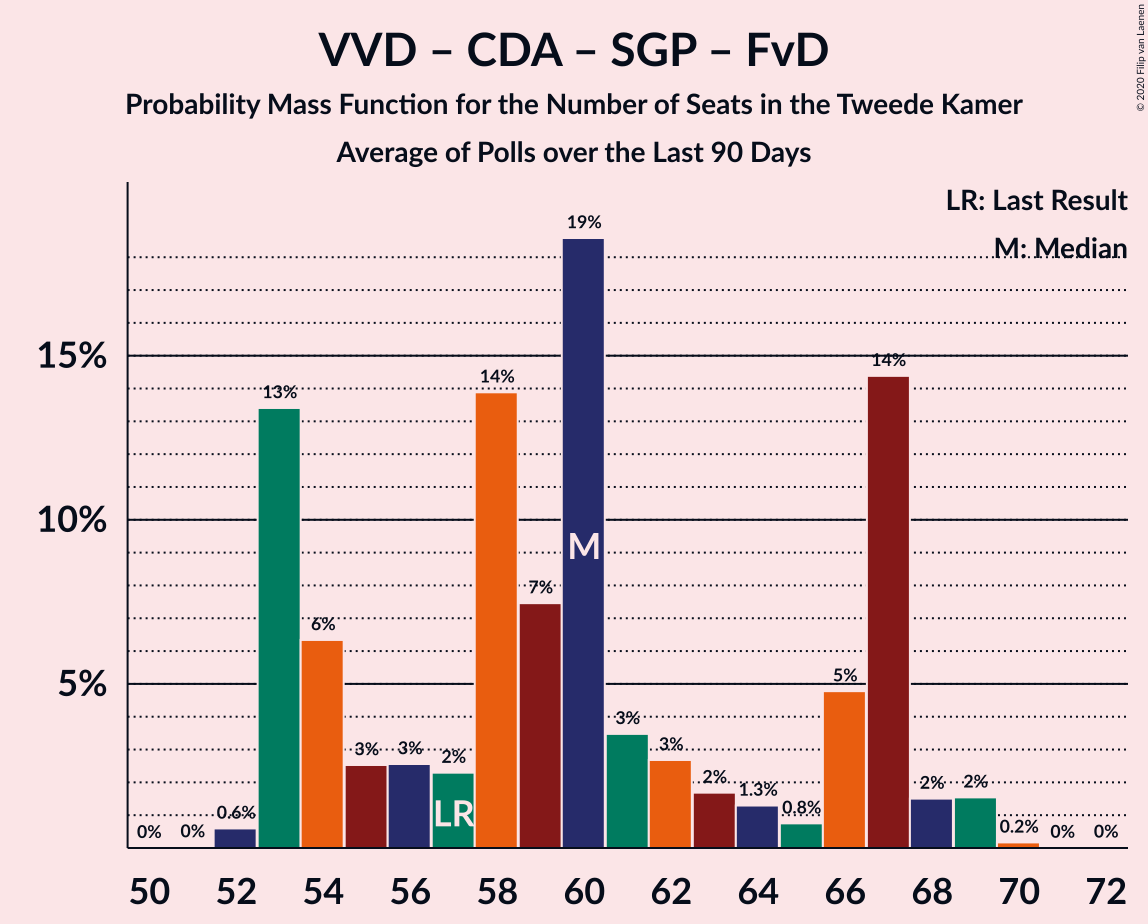 VVD – CDA – SGP – FvD
Probability Mass Function for the Number of Seats in the Tweede Kamer
Average of Polls over the Last 90 Days
© 2020 Filip van Laenen
LR: Last Result
M: Median
15%
10%
5%
0%
0%
0.6%
13%
6%
3%
3%
2%
14%
7%
19%
3%
3%
2%
1.3%
0.8%
5%
14%
2%
2%
0.2%
0%
0%
LR
M
50 52 54 56 58 60 62 64 66 68 70 72